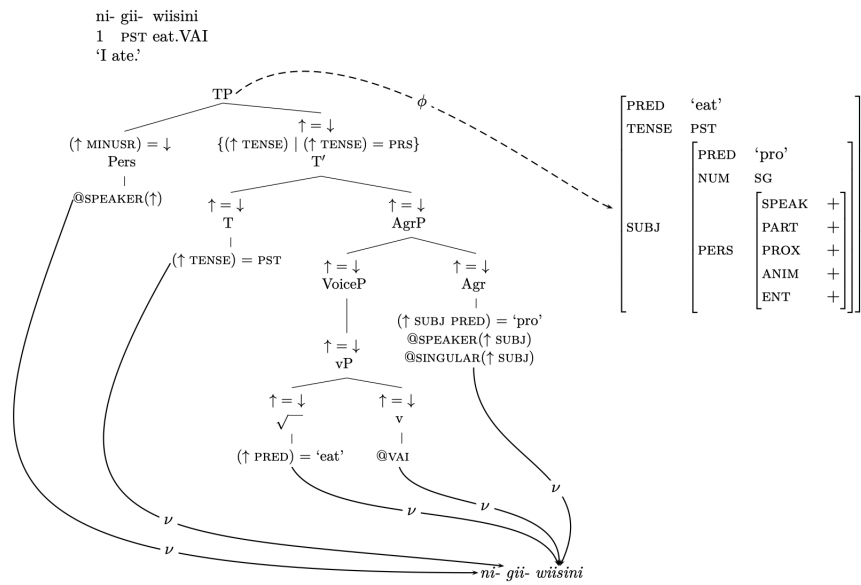 ni- gii- wiisini
1 PST eat.VAI
‘I ate.’
TP
ϕ
(↑ MINUSR) = ↓
Pers
@SPEAKER(↑)
↑ = ↓
{(↑ TENSE) | (↑ TENSE) = PRS}
T′
↑ = ↓
T
(↑ TENSE) = PST
↑ = ↓
AgrP
↑ = ↓
VoiceP
↑ = ↓
Agr
(↑ SUBJ PRED) = ‘pro’
@SPEAKER(↑ SUBJ)
@SINGULAR(↑ SUBJ)
↑ = ↓
vP
↑ = ↓
√
(↑ PRED) = ‘eat’
↑ = ↓
v
@VAI
ν
ν
ν
ν
ν
ni- gii- wiisini
PRED ‘eat’
TENSE PST
SUBJ
PRED ‘pro’
NUM SG
PERS
SPEAK +
PART +
PROX +
ANIM +
ENT +